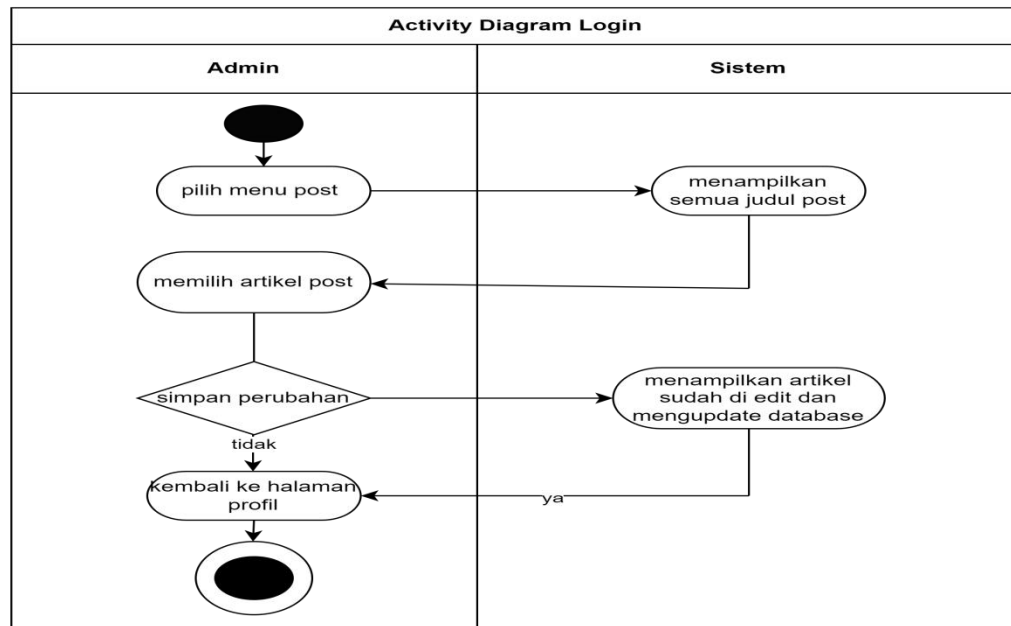 Activity Diagram Login
Admin
Sistem
pilih menu post
menampilkan
semua judul post
memilih artikel post
simpan perubahan
menampilkan artikel
sudah di edit dan
mengupdate database
tidak
kembali ke halaman
profil
ya